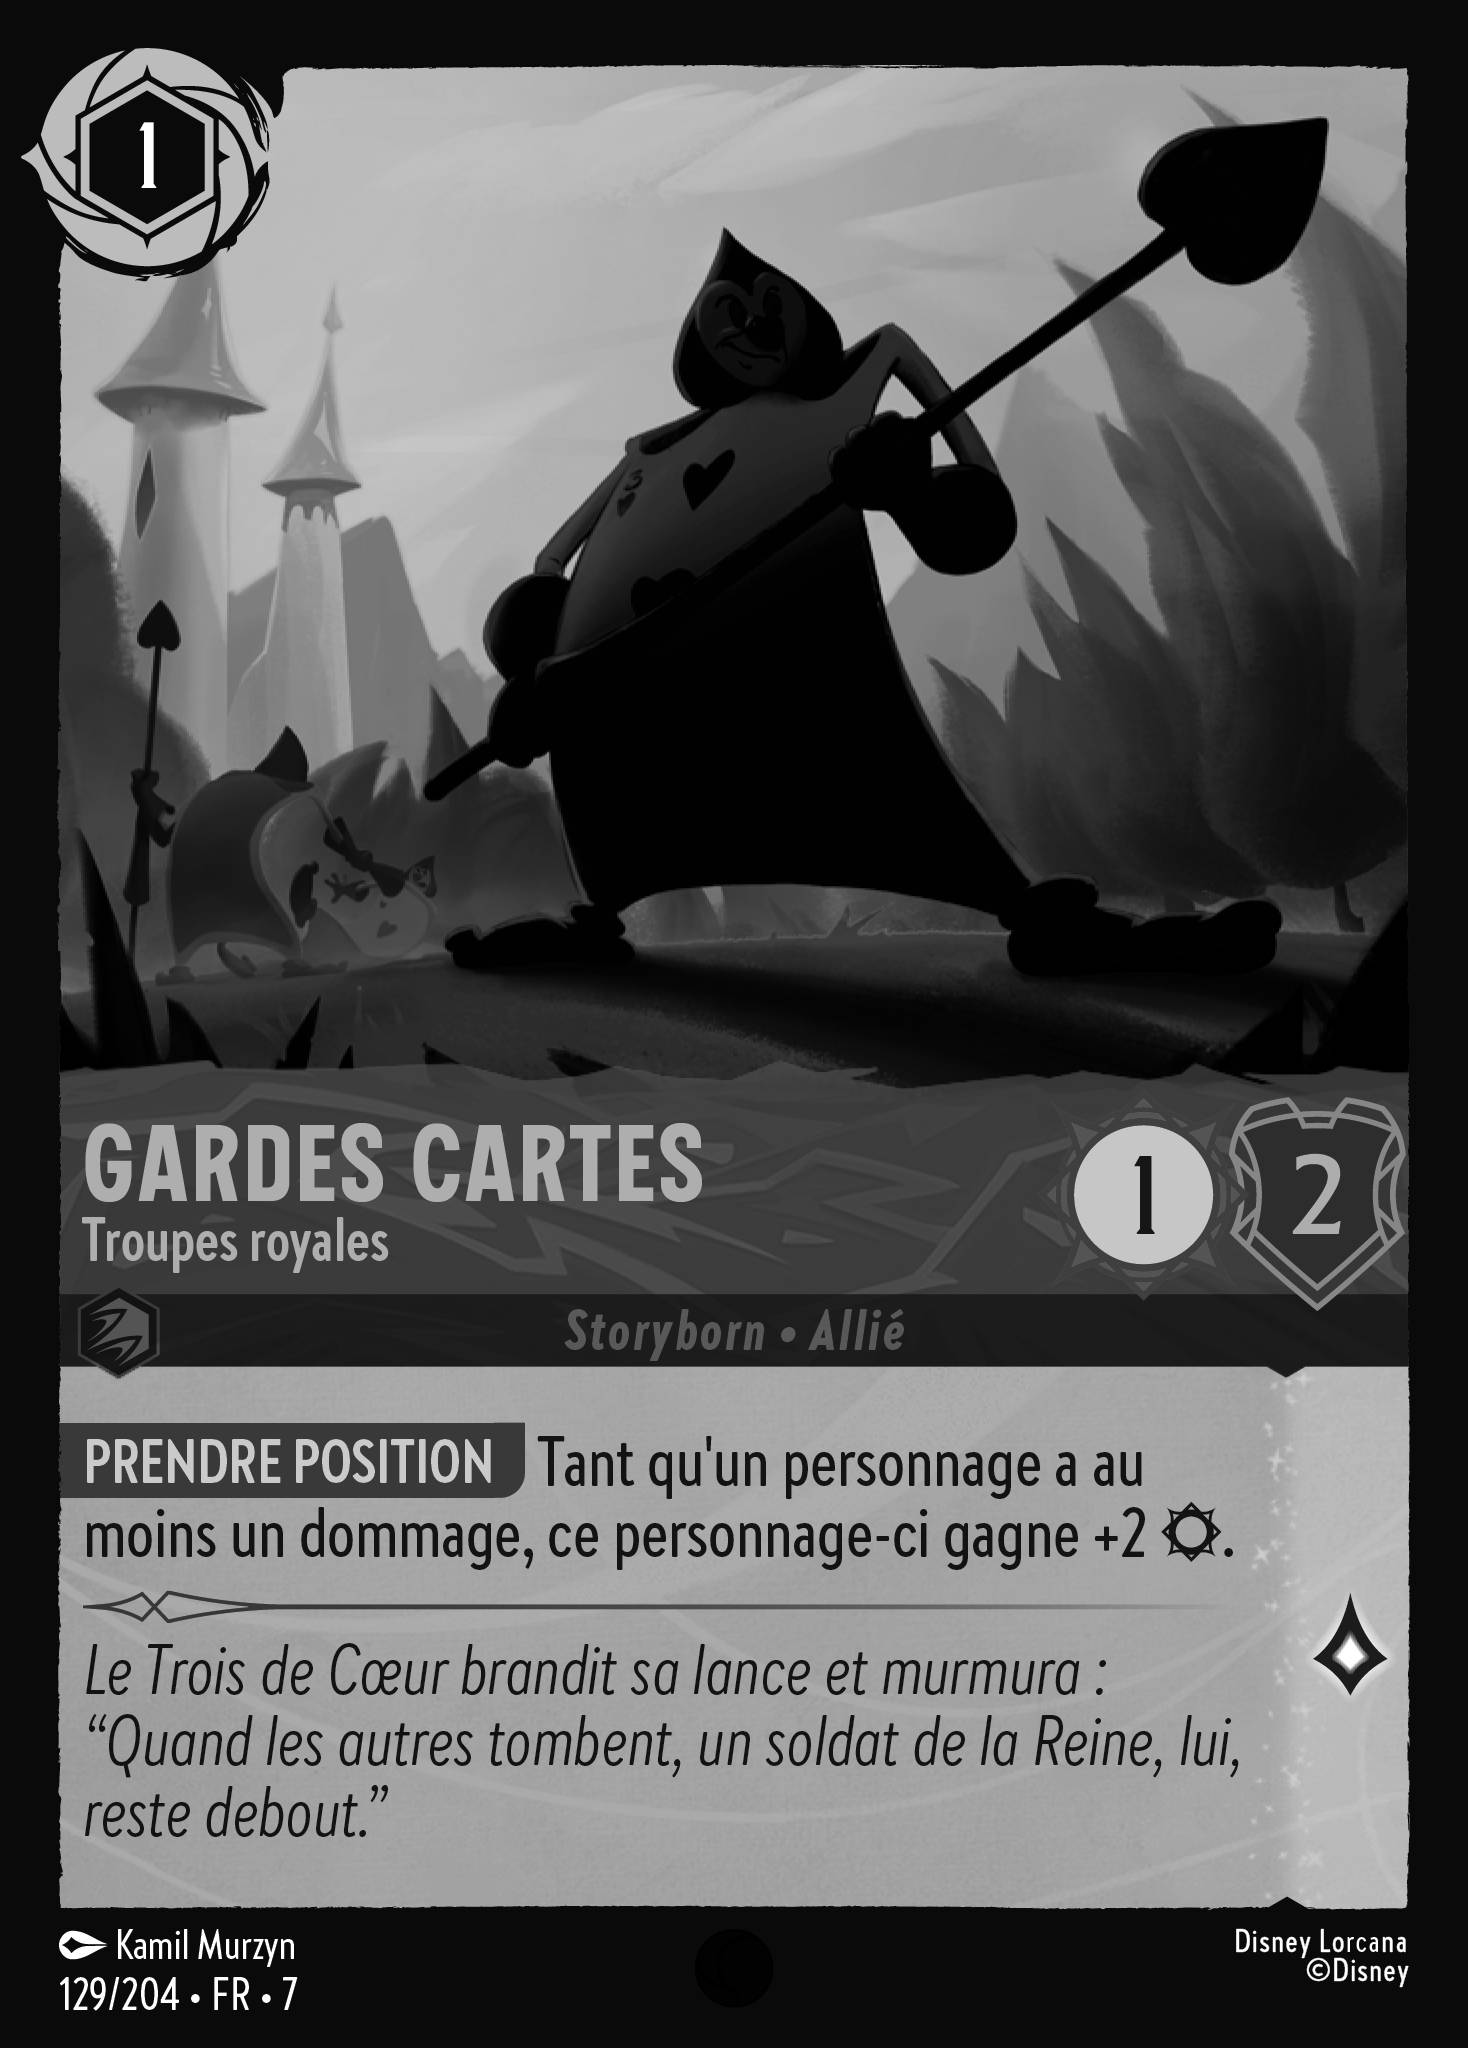 1
3
GARDES CARTES
Troupes royales
1
2
Storyborn • Allié
PRENDRE POSITION Tant qu'un personnage a au
moins un dommage, ce personnage-ci gagne +2 .
Le Trois de Cœur brandit sa lance et murmura :
“Quand les autres tombent, un soldat de la Reine, lui,
reste debout.”
Kamil Murzyn
129/204 • FR • 7
Disney Lorcana
©Disney